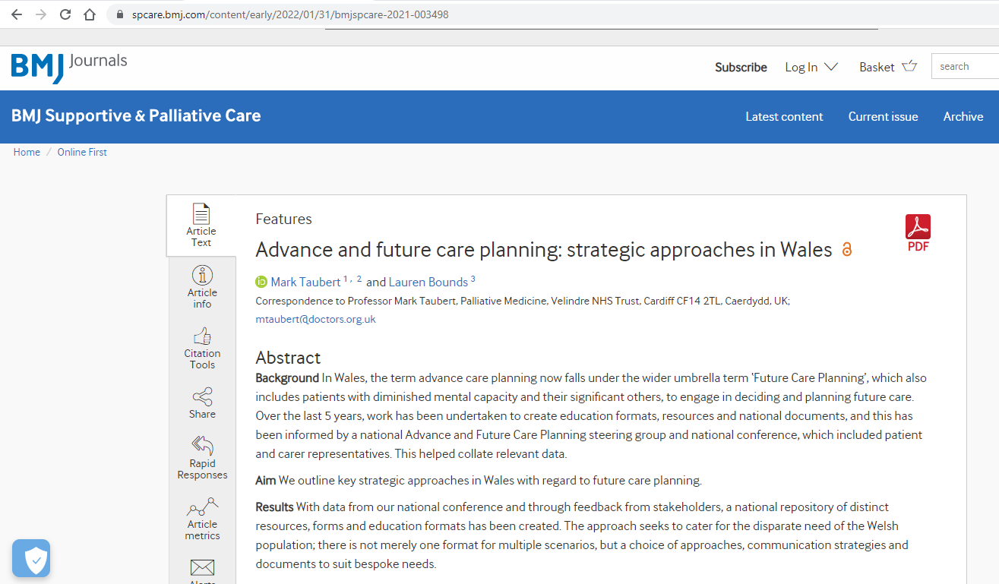 spcare.bmj.com/content/early/2022/01/31/bmjspcare-2021-003498
BMJ Journals
Subscribe Log In Basket search
BMJ Supportive & Palliative Care
Latest content Current issue Archive
Home / Online First
Article
Text
Article
info
Citation
Tools
Share
Rapid
Responses
Article
metrics
Alerts
Features
PDF
Advance and future care planning: strategic approaches in Wales
iD Mark Taubert 1, 2 and Lauren Bounds 3
Correspondence to Professor Mark Taubert, Palliative Medicine, Velindre NHS Trust, Cardiff CF14 2TL, Caerdydd, UK;
mtaubert@doctors.org.uk
Abstract
Background In Wales, the term advance care planning now falls under the wider umbrella term ‘Future Care Planning’, which also
includes patients with diminished mental capacity and their significant others, to engage in deciding and planning future care.
Over the last 5 years, work has been undertaken to create education formats, resources and national documents, and this has
been informed by a national Advance and Future Care Planning steering group and national conference, which included patient
and carer representatives. This helped collate relevant data.
Aim We outline key strategic approaches in Wales with regard to future care planning.
Results With data from our national conference and through feedback from stakeholders, a national repository of distinct
resources, forms and education formats has been created. The approach seeks to cater for the disparate need of the Welsh
population; there is not merely one format for multiple scenarios, but a choice of approaches, communication strategies and
documents to suit bespoke needs.